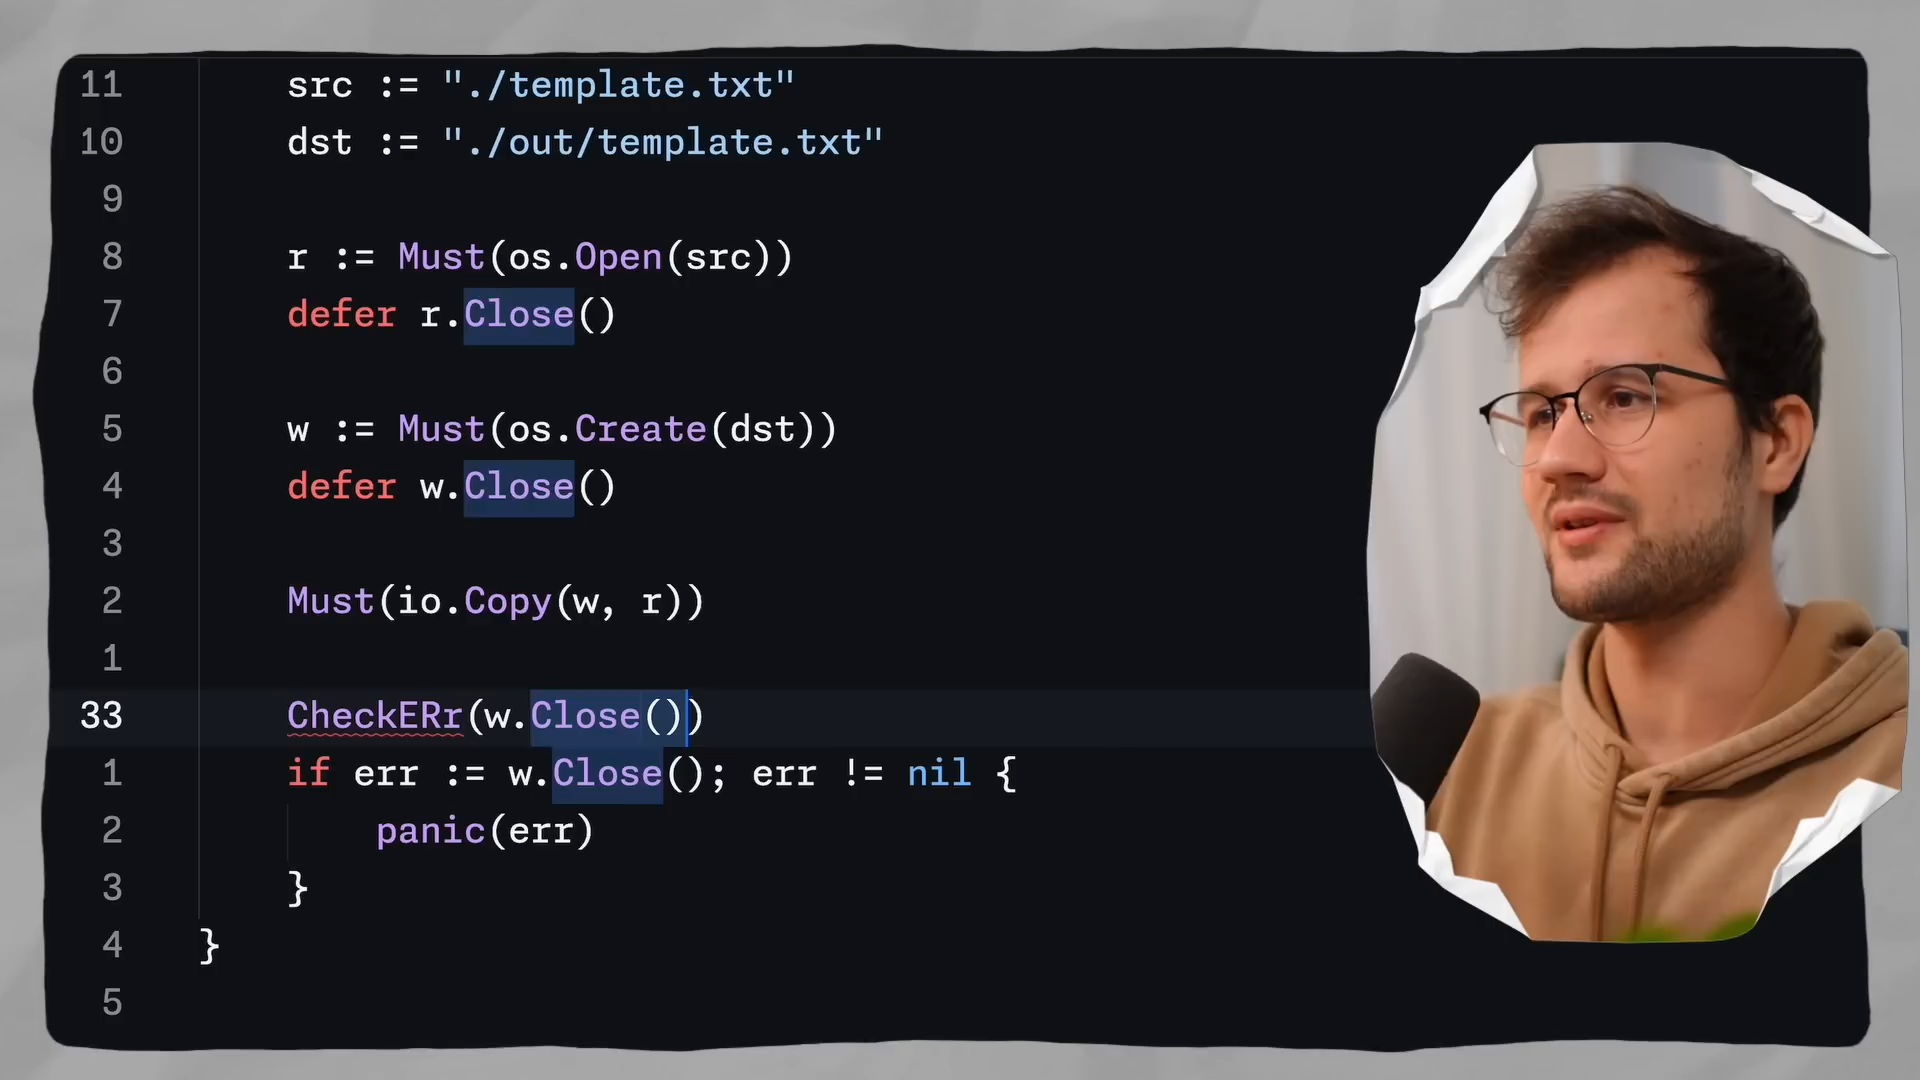 11 src := "./template.txt"
10 dst := "./out/template.txt"
9
8 r := Must(os.Open(src))
7 defer r.Close()
6
5 w := Must(os.Create(dst))
4 defer w.Close()
3
2 Must(io.Copy(w, r))
1
33 CheckERr(w.Close())
1 if err := w.Close(); err != nil {
2 panic(err)
3 }
4 }
5